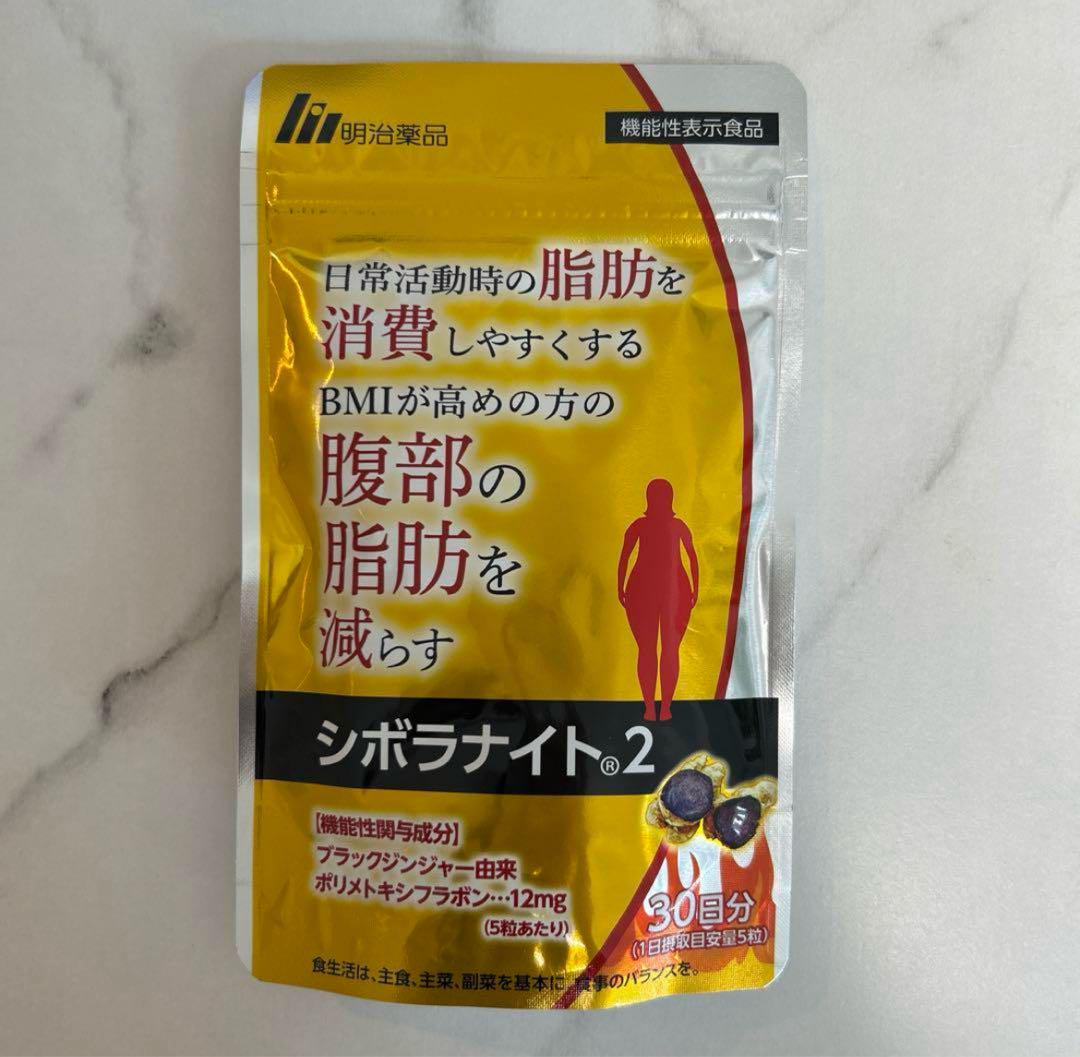 明治薬品
機能性表示食品
日常活動時の脂肪を
消費しやすくする
BMIが高めの方の
腹部の
脂肪を
減らす
シボラナイト®2
【機能性関与成分】
ブラックジンジャー由来
ポリメトキシフラボン…12mg
(5粒あたり)
30日分
(1日摂取目安量5粒)
食生活は、主食、主菜、副菜を基本に、食事のバランスを。